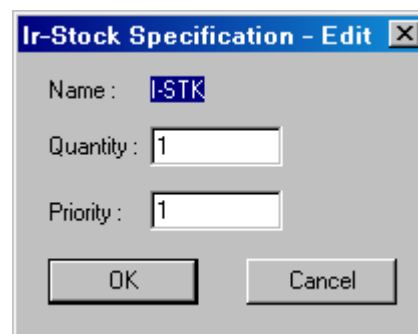 Ir-Stock Specification - Edit
Name : I-STK
Quantity : 1
Priority : 1
OK Cancel